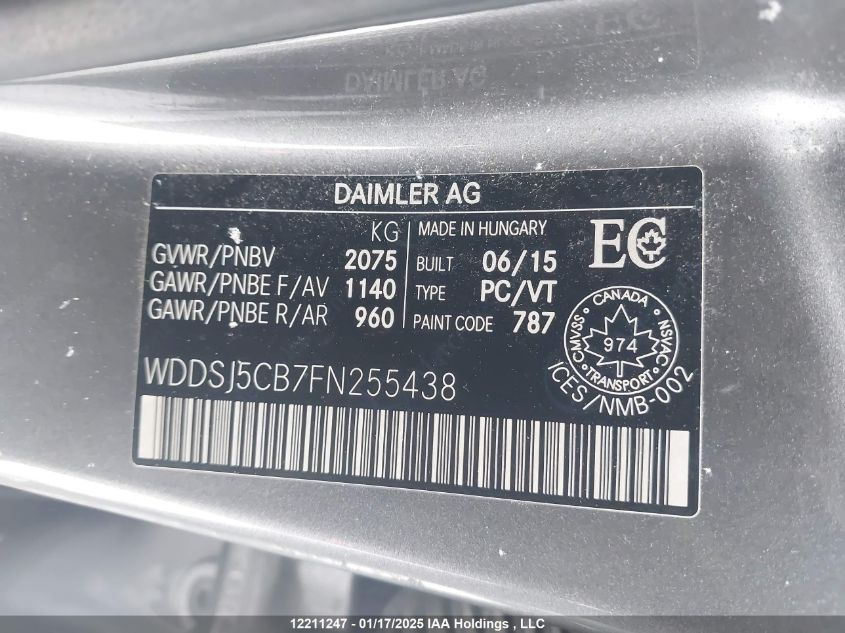 DAIMLER AG
KG
GVWR/PNBV 2075
GAWR/PNBE F/AV 1140
GAWR/PNBE R/AR 960
MADE IN HUNGARY
BUILT 06/15
TYPE PC/VT
PAINT CODE 787
EC
CANADA
CMVSS 974 NSVAC
TRANSPORT
ICES/NMB-002
WDDSJ5CB7FN255438
12211247 - 01/17/2025 IAA Holdings , LLC